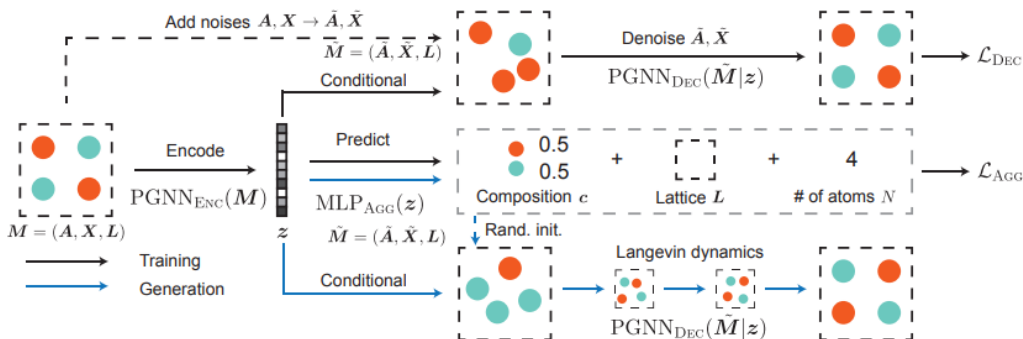 Add noises A, X → Ã, X̃
M̃ = (Ã, X̃, L)
Conditional
Denoise Ã, X̃
PGNN_DEC(M̃|z)
ℒ_DEC
Encode
PGNN_ENC(M)
M = (A, X, L)
z
Predict
MLP_AGG(z)
0.5
0.5
Composition c
+
Lattice L
+
4
# of atoms N
ℒ_AGG
Training
Generation
M̃ = (Ã, X̃, L)
Rand. init.
Conditional
Langevin dynamics
PGNN_DEC(M̃|z)